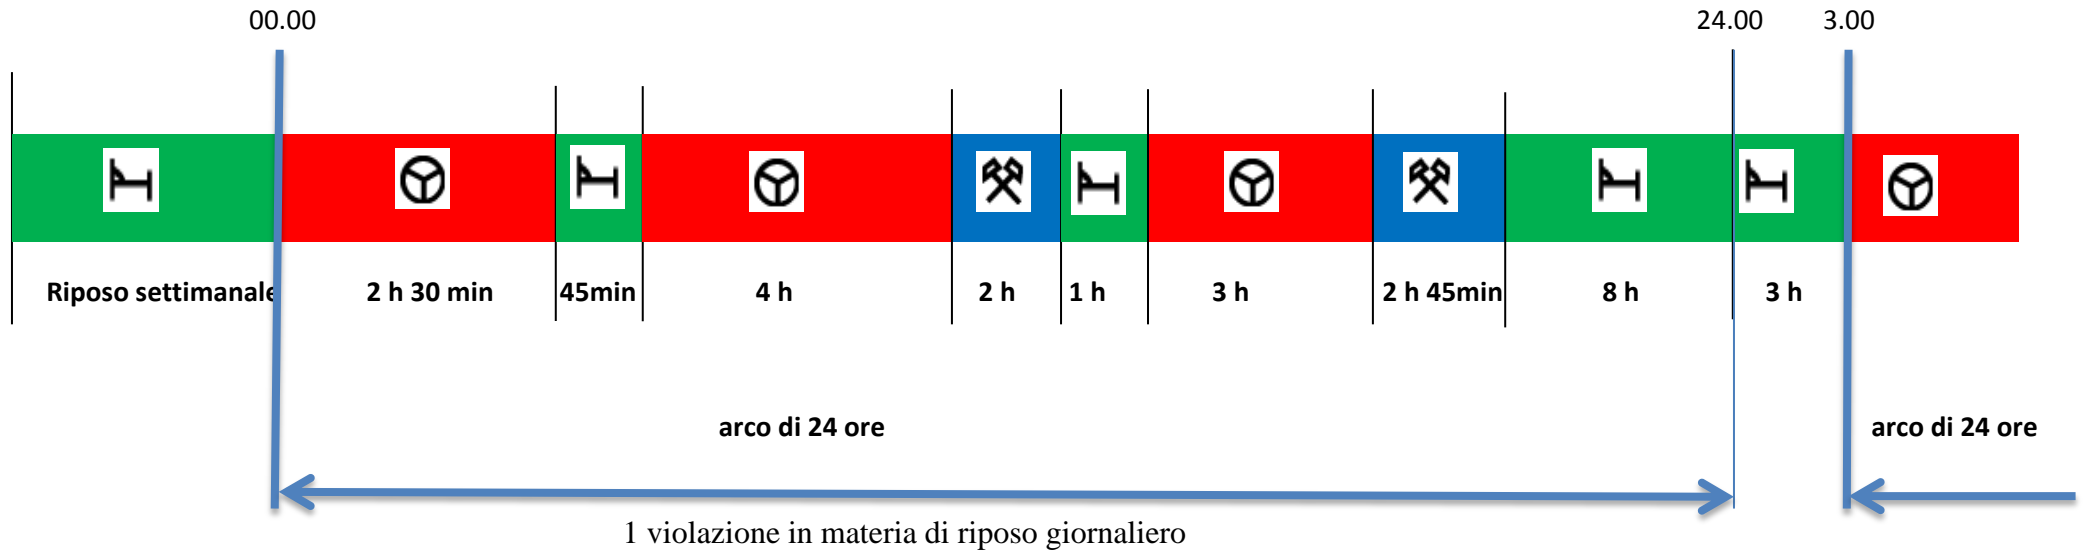 00.00 24.00 3.00
Riposo settimanale 2 h 30 min 45min 4 h 2 h 1 h 3 h 2 h 45min 8 h 3 h
arco di 24 ore arco di 24 ore
1 violazione in materia di riposo giornaliero